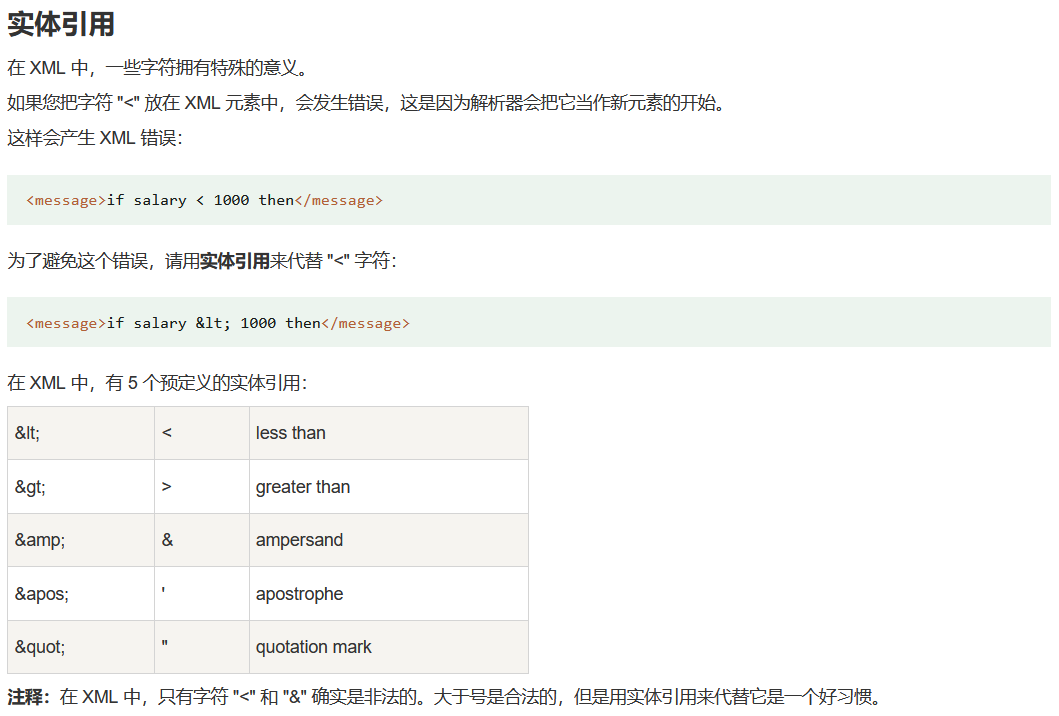 实体引用
在 XML 中，一些字符拥有特殊的意义。
如果您把字符 "<" 放在 XML 元素中，会发生错误，这是因为解析器会把它当作新元素的开始。
这样会产生 XML 错误：
<message>if salary < 1000 then</message>
为了避免这个错误，请用实体引用来代替 "<" 字符：
<message>if salary &lt; 1000 then</message>
在 XML 中，有 5 个预定义的实体引用：
&lt; < less than
&gt; > greater than
&amp; & ampersand
&apos; ' apostrophe
&quot; " quotation mark
注释：在 XML 中，只有字符 "<" 和 "&" 确实是非法的。大于号是合法的，但是用实体引用来代替它是一个好习惯。